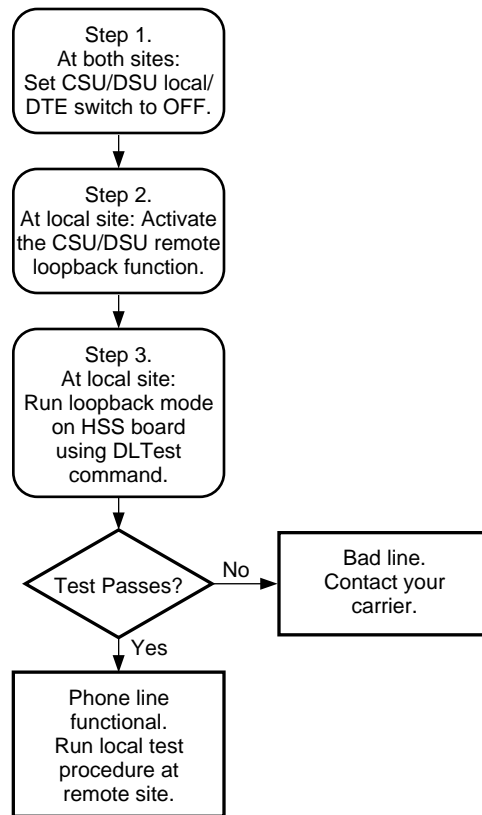 Step 1.
At both sites:
Set CSU/DSU local/
DTE switch to OFF.
Step 2.
At local site: Activate
the CSU/DSU remote
loopback function.
Step 3.
At local site:
Run loopback mode
on HSS board
using DLTest
command.
Test Passes?
No
Bad line.
Contact your
carrier.
Yes
Phone line
functional.
Run local test
procedure at
remote site.